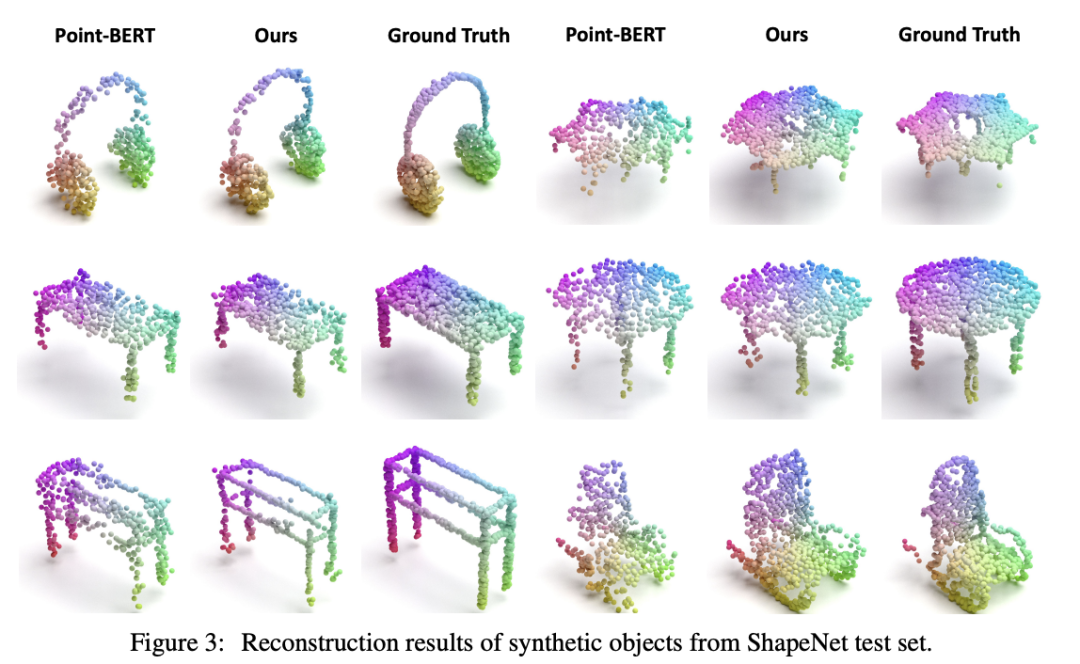 Point-BERT Ours Ground Truth Point-BERT Ours Ground Truth
Figure 3: Reconstruction results of synthetic objects from ShapeNet test set.